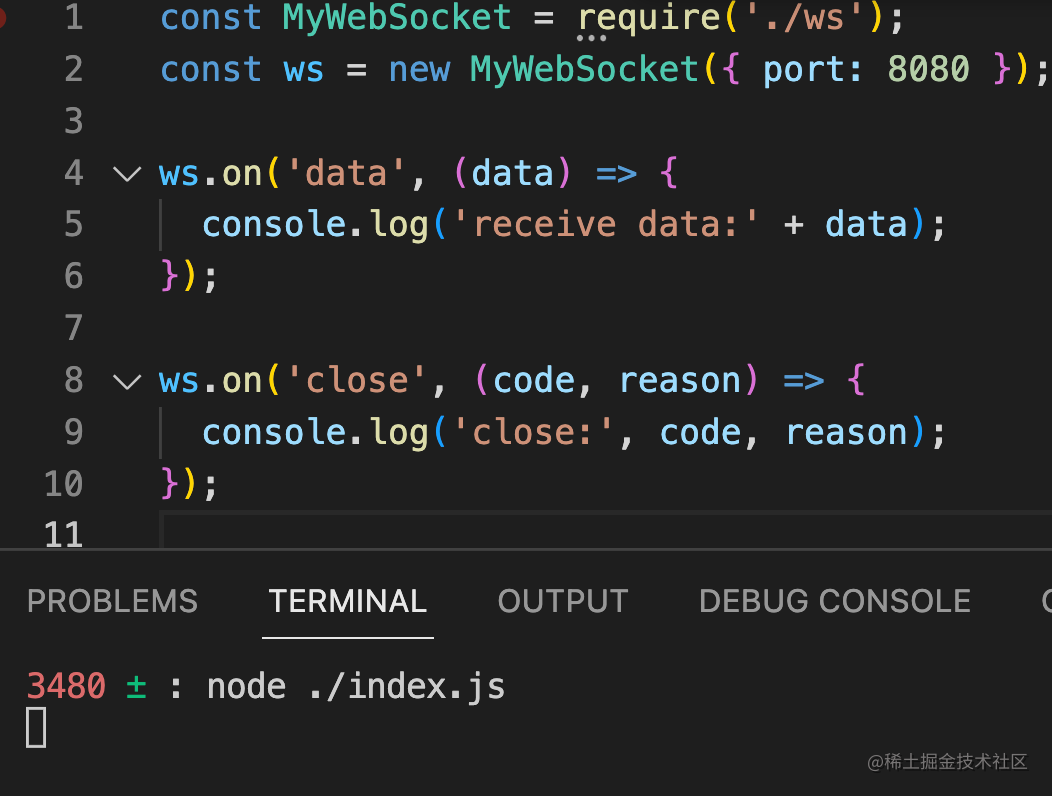 1 const MyWebSocket = require('./ws');
2 const ws = new MyWebSocket({ port: 8080 });
3
4 ws.on('data', (data) => {
5 console.log('receive data:' + data);
6 });
7
8 ws.on('close', (code, reason) => {
9 console.log('close:', code, reason);
10 });
11
PROBLEMS TERMINAL OUTPUT DEBUG CONSOLE
3480 ± : node ./index.js
@稀土掘金技术社区